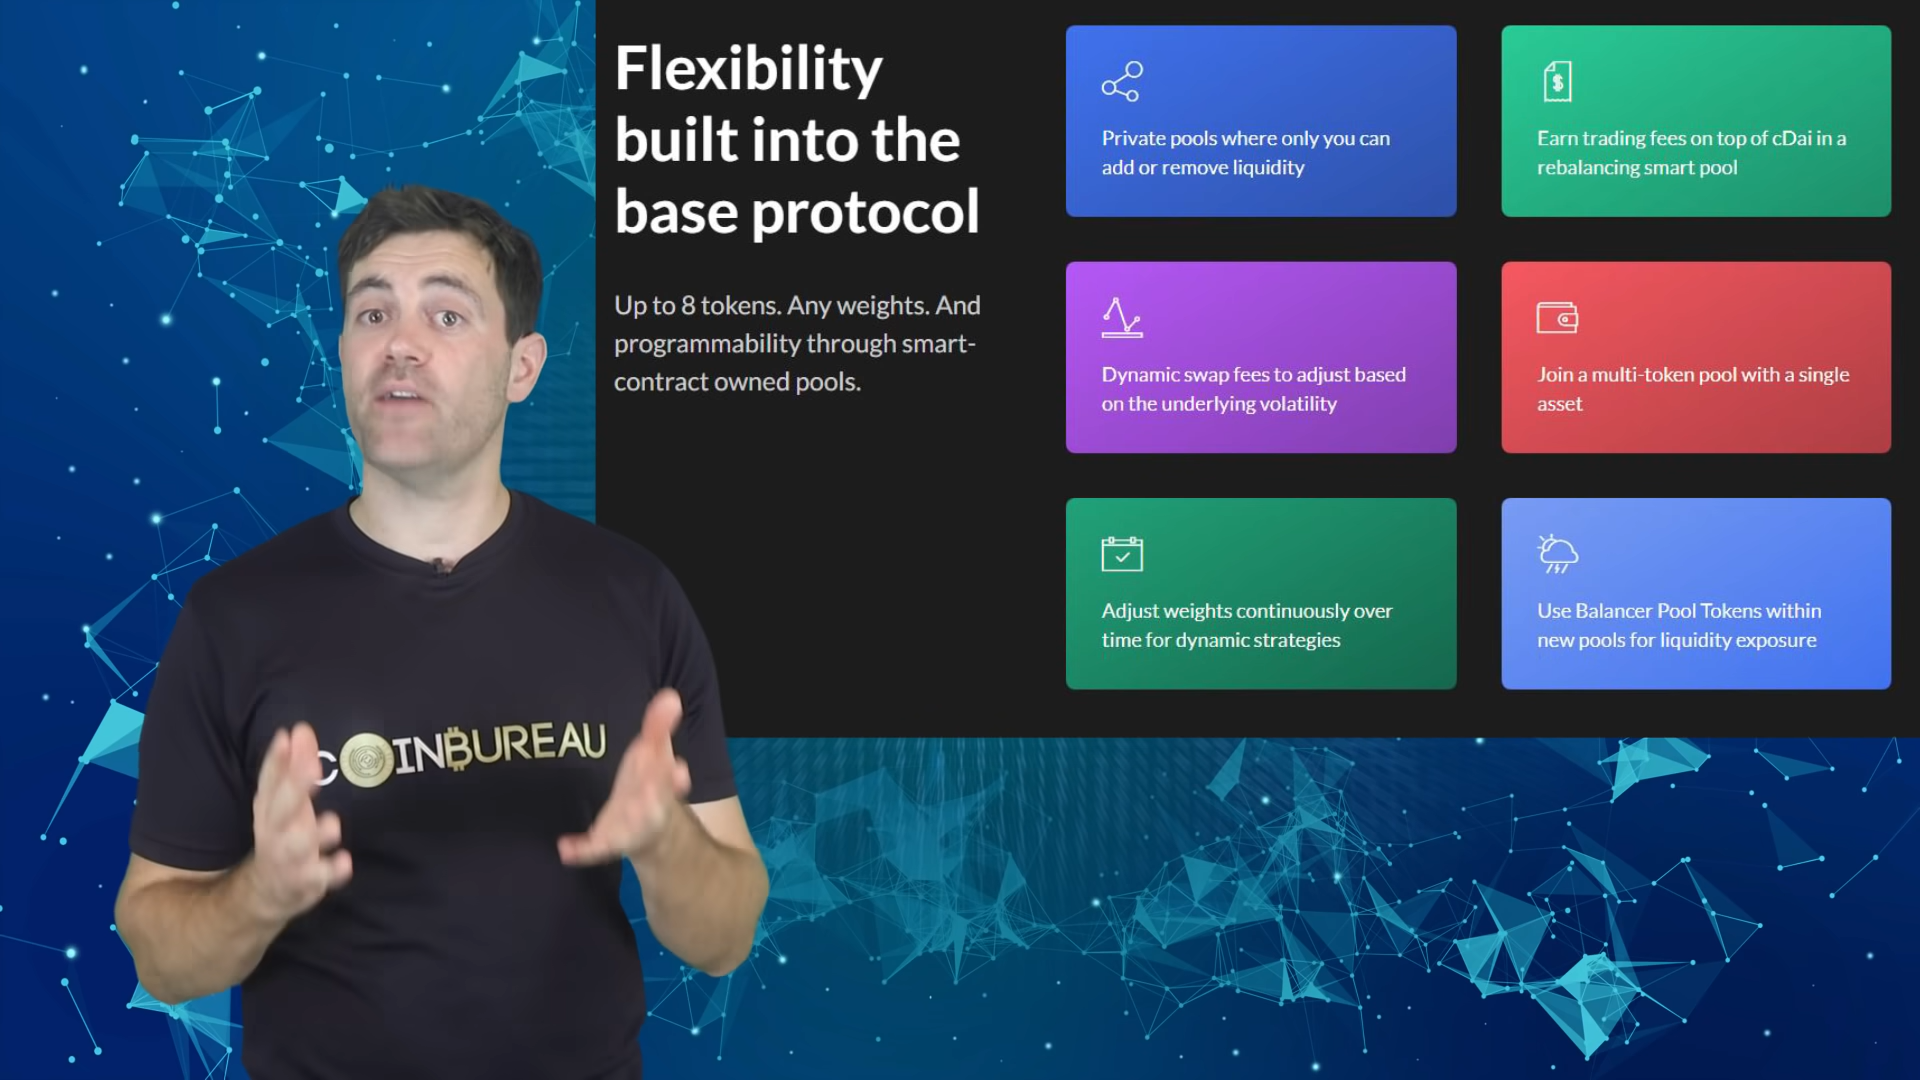 Flexibility
built into the
base protocol
Up to 8 tokens. Any weights. And
programmability through smart-
contract owned pools.
Private pools where only you can
add or remove liquidity
Earn trading fees on top of cDai in a
rebalancing smart pool
Dynamic swap fees to adjust based
on the underlying volatility
Join a multi-token pool with a single
asset
Adjust weights continuously over
time for dynamic strategies
Use Balancer Pool Tokens within
new pools for liquidity exposure
COINBUREAU